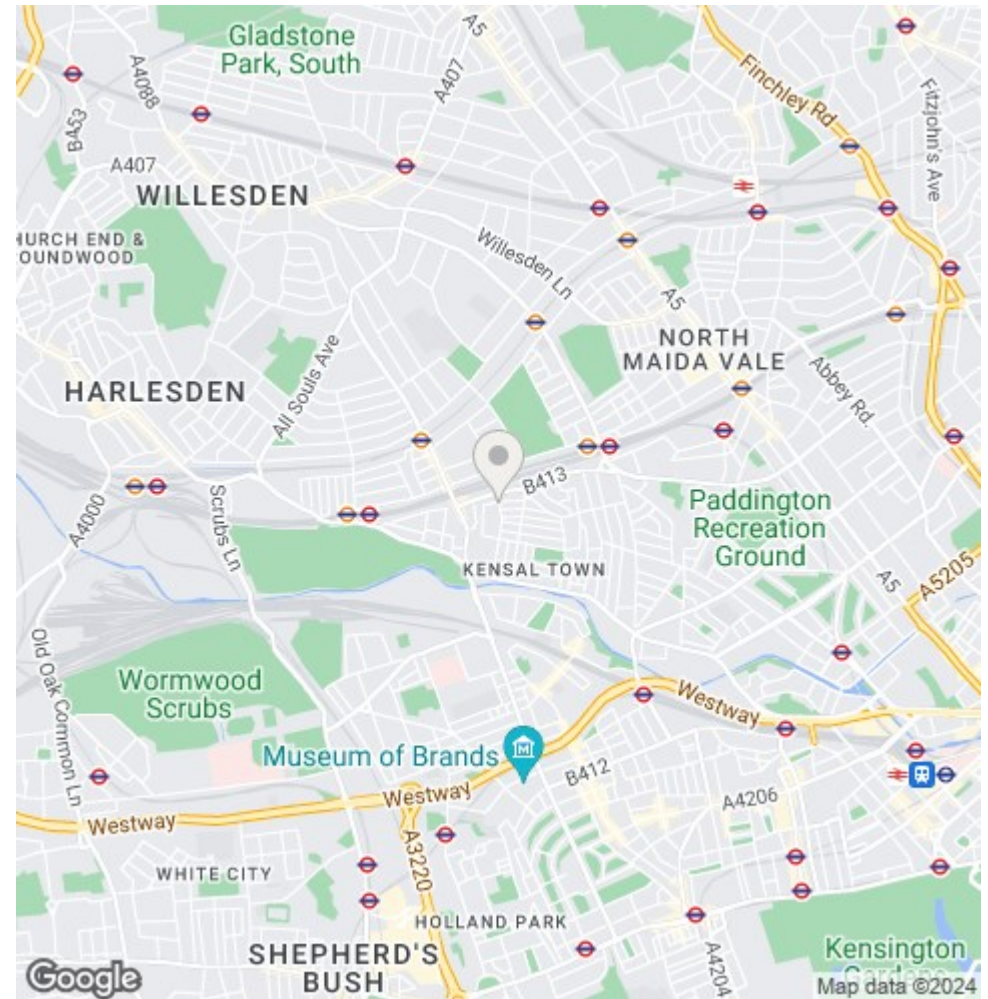 Gladstone
Park, South
A5
A407
Finchley Rd
Fitzjohn's Ave
A4088
B453
A407
WILLESDEN
HURCH END &
OUNDWOOD
Willesden Ln
A5
NORTH
MAIDA VALE
Abbey Rd.
All Souls Ave
HARLESDEN
B413
A4000
Scrubs Ln
Paddington
Recreation
Ground
KENSAL TOWN
A5
A5205
Old Oak Common Ln
Wormwood
Scrubs
Westway
Museum of Brands
B412
Westway
A4206
Westway
A3220
WHITE CITY
HOLLAND PARK
SHEPHERD'S
BUSH
A4204
Kensington
Gardens
Google
Map data ©2024